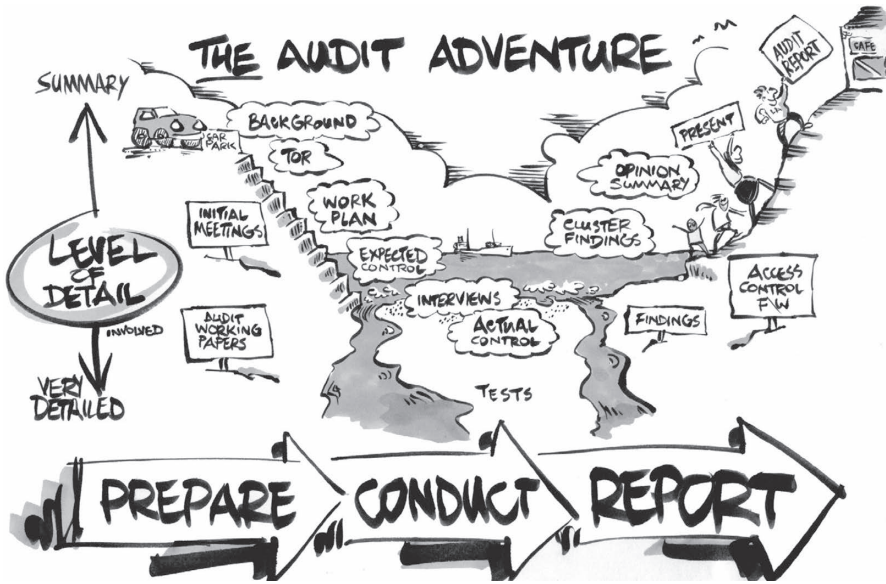 THE AUDIT ADVENTURE
SUMMARY
LEVEL
OF
DETAIL
INVOLVED
VERY
DETAILED
CAR
PARK
BACKGROUND
TOR
WORK
PLAN
EXPECTED
CONTROL
INITIAL
MEETINGS
AUDIT
WORKING
PAPERS
INTERVIEWS
ACTUAL
CONTROL
TESTS
CLUSTER
FINDINGS
OPINION
SUMMARY
PRESENT
AUDIT
REPORT
CAFE
FINDINGS
ACCESS
CONTROL
F/W
PREPARE
CONDUCT
REPORT